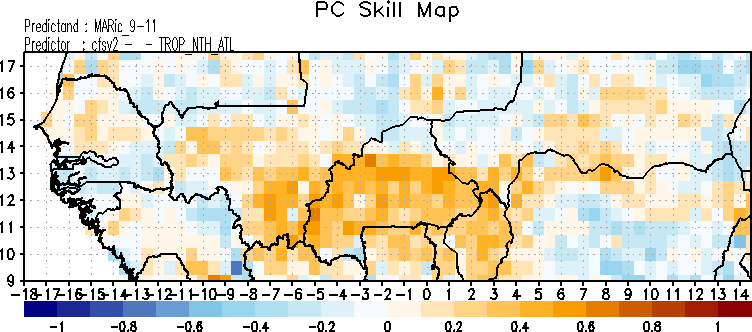 PC Skill Map
Predictand : MARic_9-11
Predictor : cfsv2 - - TROP_NTH_ATL
17
16
15
14
13
12
11
10
9
-18 -17 -16 -15 -14 -13 -12 -11 -10 -9 -8 -7 -6 -5 -4 -3 -2 -1 0 1 2 3 4 5 6 7 8 9 10 11 12 13 14
-1 -0.8 -0.6 -0.4 -0.2 0 0.2 0.4 0.6 0.8 1